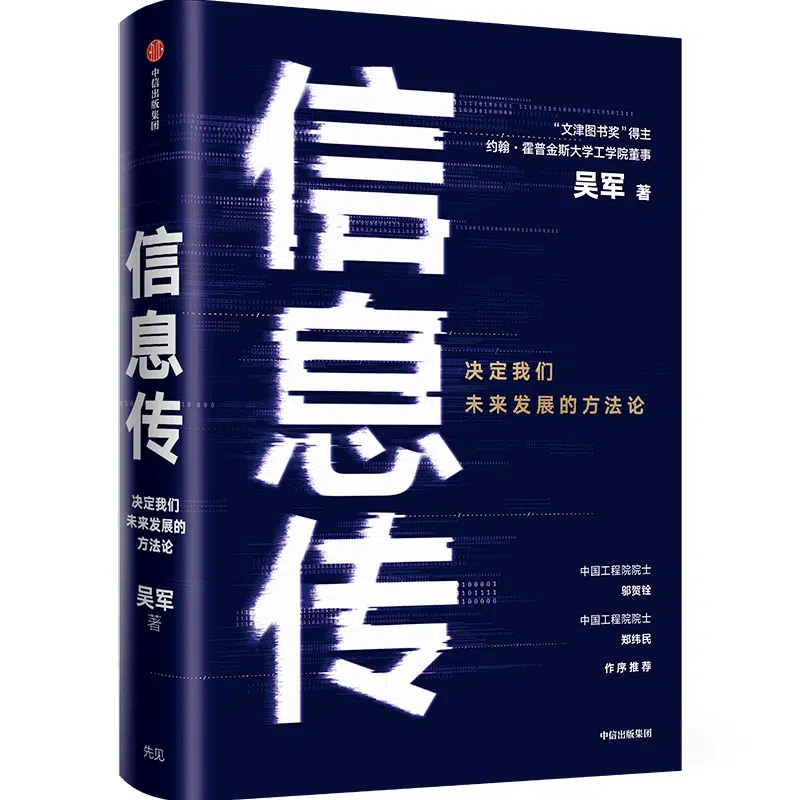 中信出版集团
信息传
决定我们
未来发展的
方法论
吴军
著
先见
信息传
“文津图书奖”得主
约翰·霍普金斯大学工学院董事
吴军 著
决定我们
未来发展的方法论
中国工程院院士
邬贺铨
中国工程院院士
郑纬民
作序推荐
中信出版集团